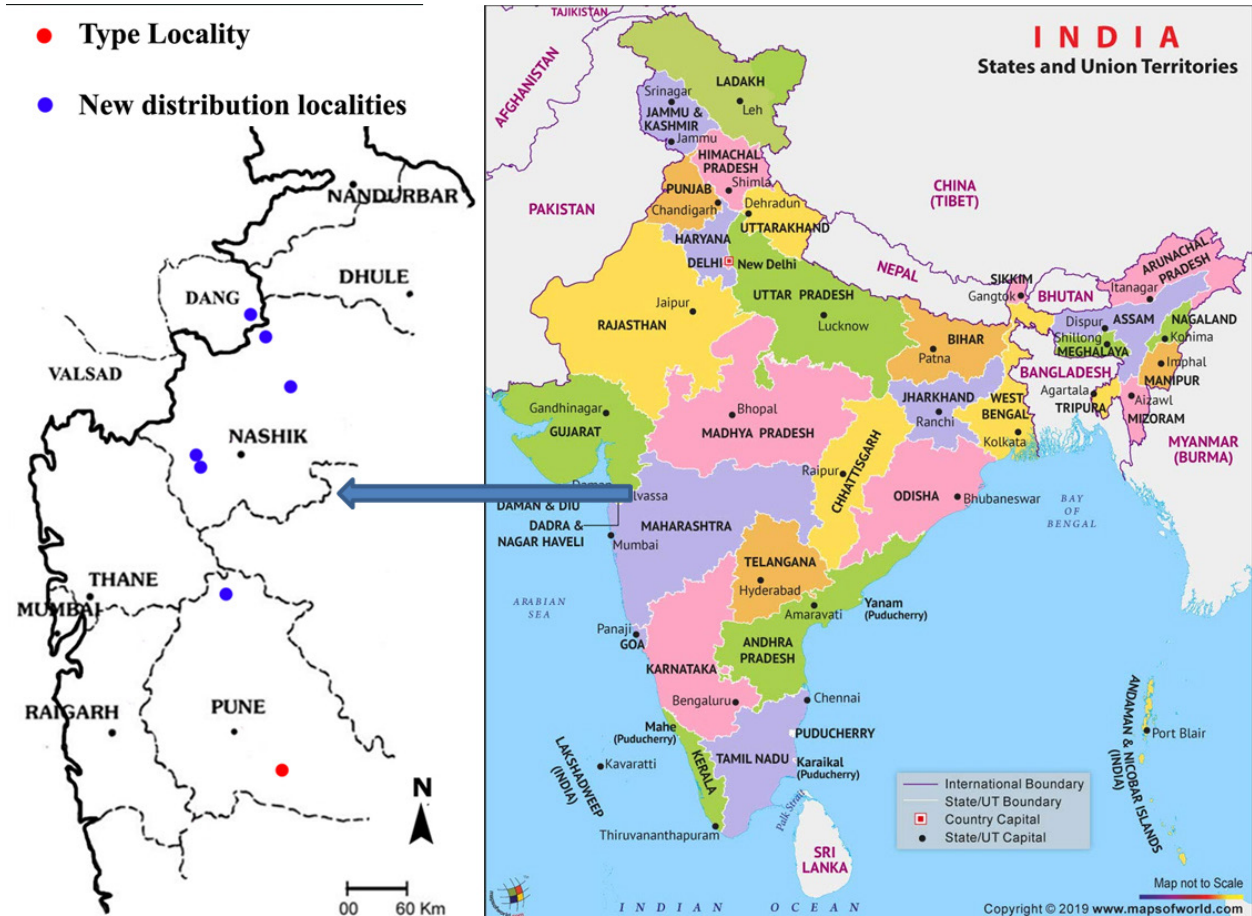 Type Locality
New distribution localities
NANDURBAR
DHULE
DANG
VALSAD
NASHIK
THANE
MUMBAI
RAIGARH
PUNE
N
00 60 Km
INDIA
States and Union Territories
TAJIKISTAN
AFGHANISTAN
PAKISTAN
CHINA
(TIBET)
NEPAL
BHUTAN
BANGLADESH
MYANMAR
(BURMA)
SRI
LANKA
LADAKH
Leh
Srinagar
JAMMU &
KASHMIR
Jammu
HIMACHAL
PRADESH
Shimla
PUNJAB
Chandigarh
Dehradun
UTTARAKHAND
HARYANA
DELHI
New Delhi
RAJASTHAN
Jaipur
UTTAR PRADESH
Lucknow
BIHAR
Patna
SIKKIM
Gangtok
ARUNACHAL
PRADESH
Itanagar
ASSAM
Dispur
NAGALAND
Kohima
Shillong
MEGHALAYA
Imphal
MANIPUR
Agartala
TRIPURA
Aizawl
MIZORAM
WEST
BENGAL
Kolkata
JHARKHAND
Ranchi
Gandhinagar
GUJARAT
Bhopal
MADHYA PRADESH
Raipur
CHHATTISGARH
ODISHA
Bhubaneswar
BAY
OF
BENGAL
lvassa
DAMAN & DIU
DADRA &
NAGAR HAVELI
MAHARASHTRA
Mumbai
TELANGANA
Hyderabad
ARABIAN
SEA
Amaravati
Yanam
(Puducherry)
Panaji
GOA
ANDHRA
PRADESH
KARNATAKA
Bengaluru
Chennai
Mahe
(Puducherry)
PUDUCHERRY
LAKSHADWEEP
(INDIA)
Kavaratti
KERALA
TAMIL NADU
Karaikal
(Puducherry)
Thiruvananthapuram
Palk Strait
ANDAMAN & NICOBAR ISLANDS
(INDIA)
Port Blair
INDIAN OCEAN
International Boundary
State/UT Boundary
Country Capital
State/UT Capital
Map not to Scale
Copyright © 2019 www.mapsofworld.com